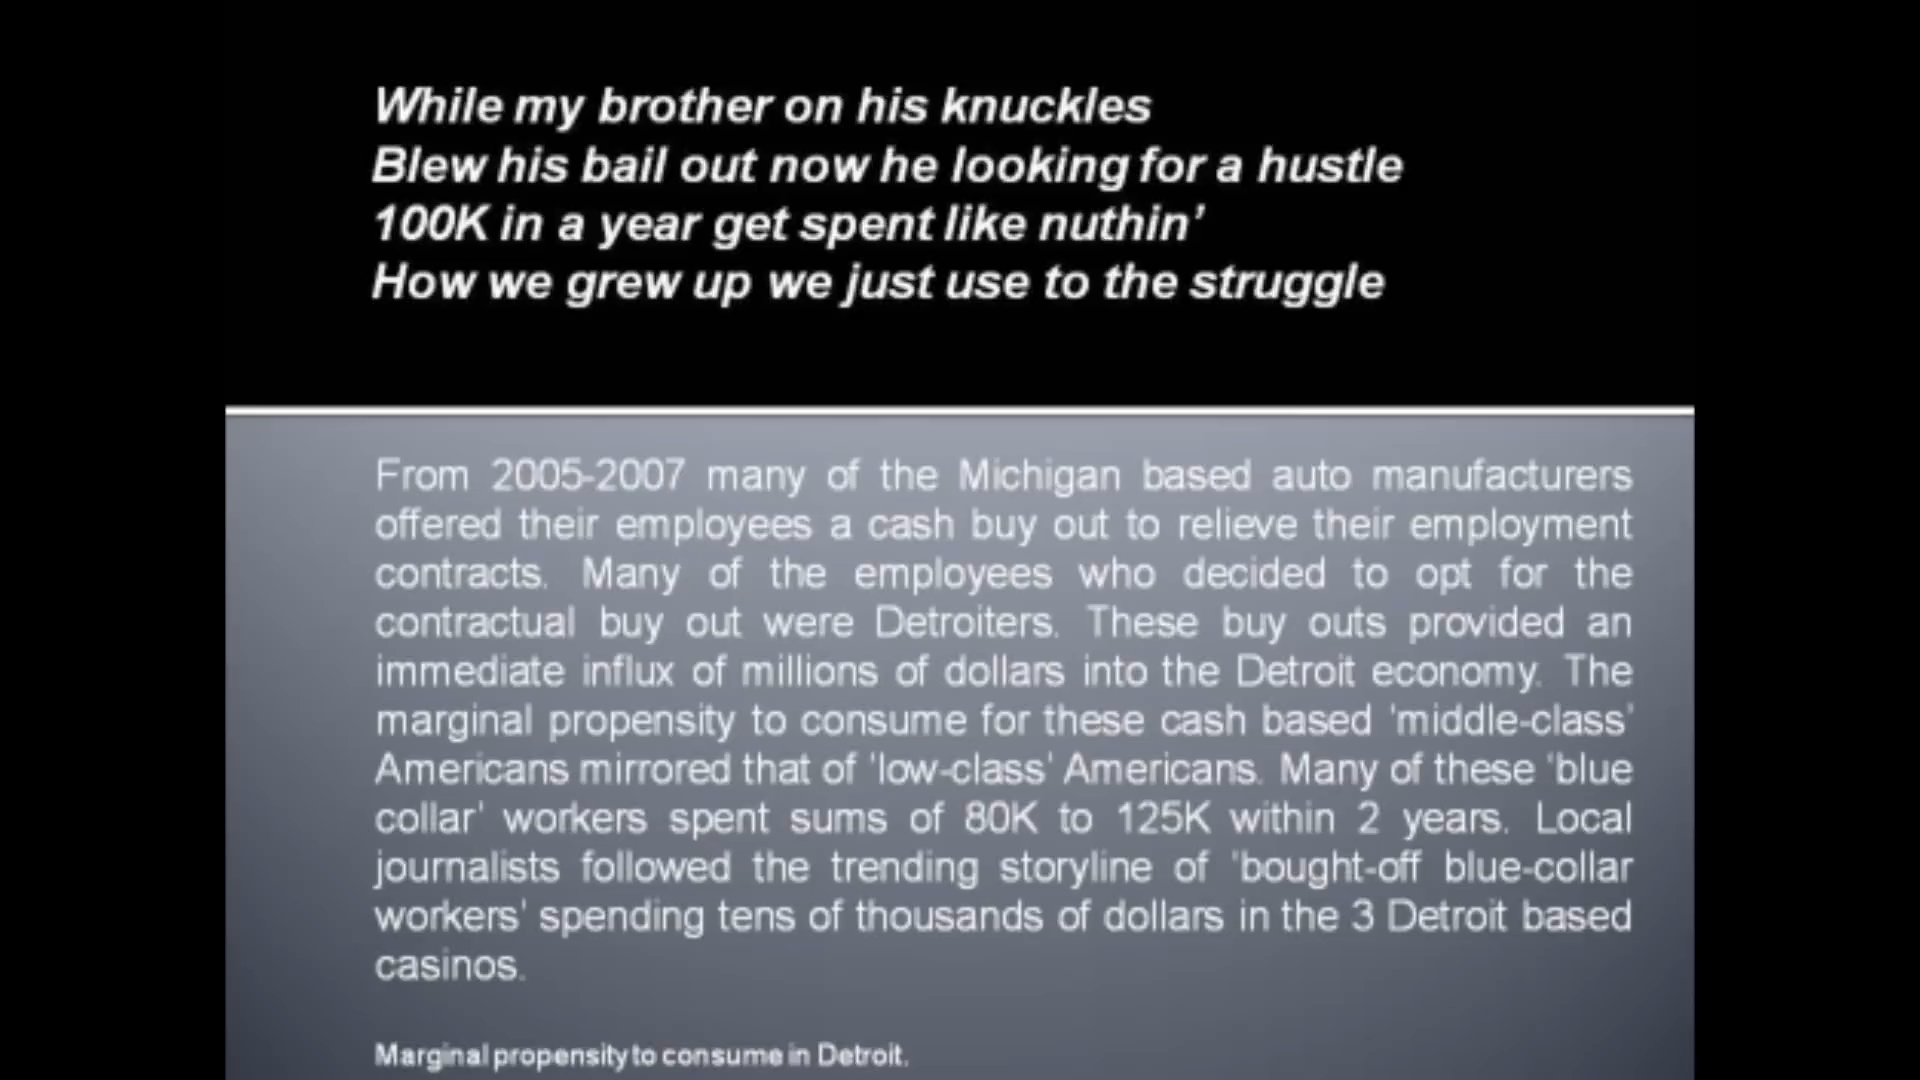 While my brother on his knuckles
Blew his bail out now he looking for a hustle
100K in a year get spent like nuthin’
How we grew up we just use to the struggle
From 2005-2007 many of the Michigan based auto manufacturers
offered their employees a cash buy out to relieve their employment
contracts. Many of the employees who decided to opt for the
contractual buy out were Detroiters. These buy outs provided an
immediate influx of millions of dollars into the Detroit economy. The
marginal propensity to consume for these cash based 'middle-class'
Americans mirrored that of 'low-class' Americans. Many of these 'blue
collar' workers spent sums of 80K to 125K within 2 years. Local
journalists followed the trending storyline of 'bought-off blue-collar
workers' spending tens of thousands of dollars in the 3 Detroit based
casinos.
Marginal propensity to consume in Detroit.